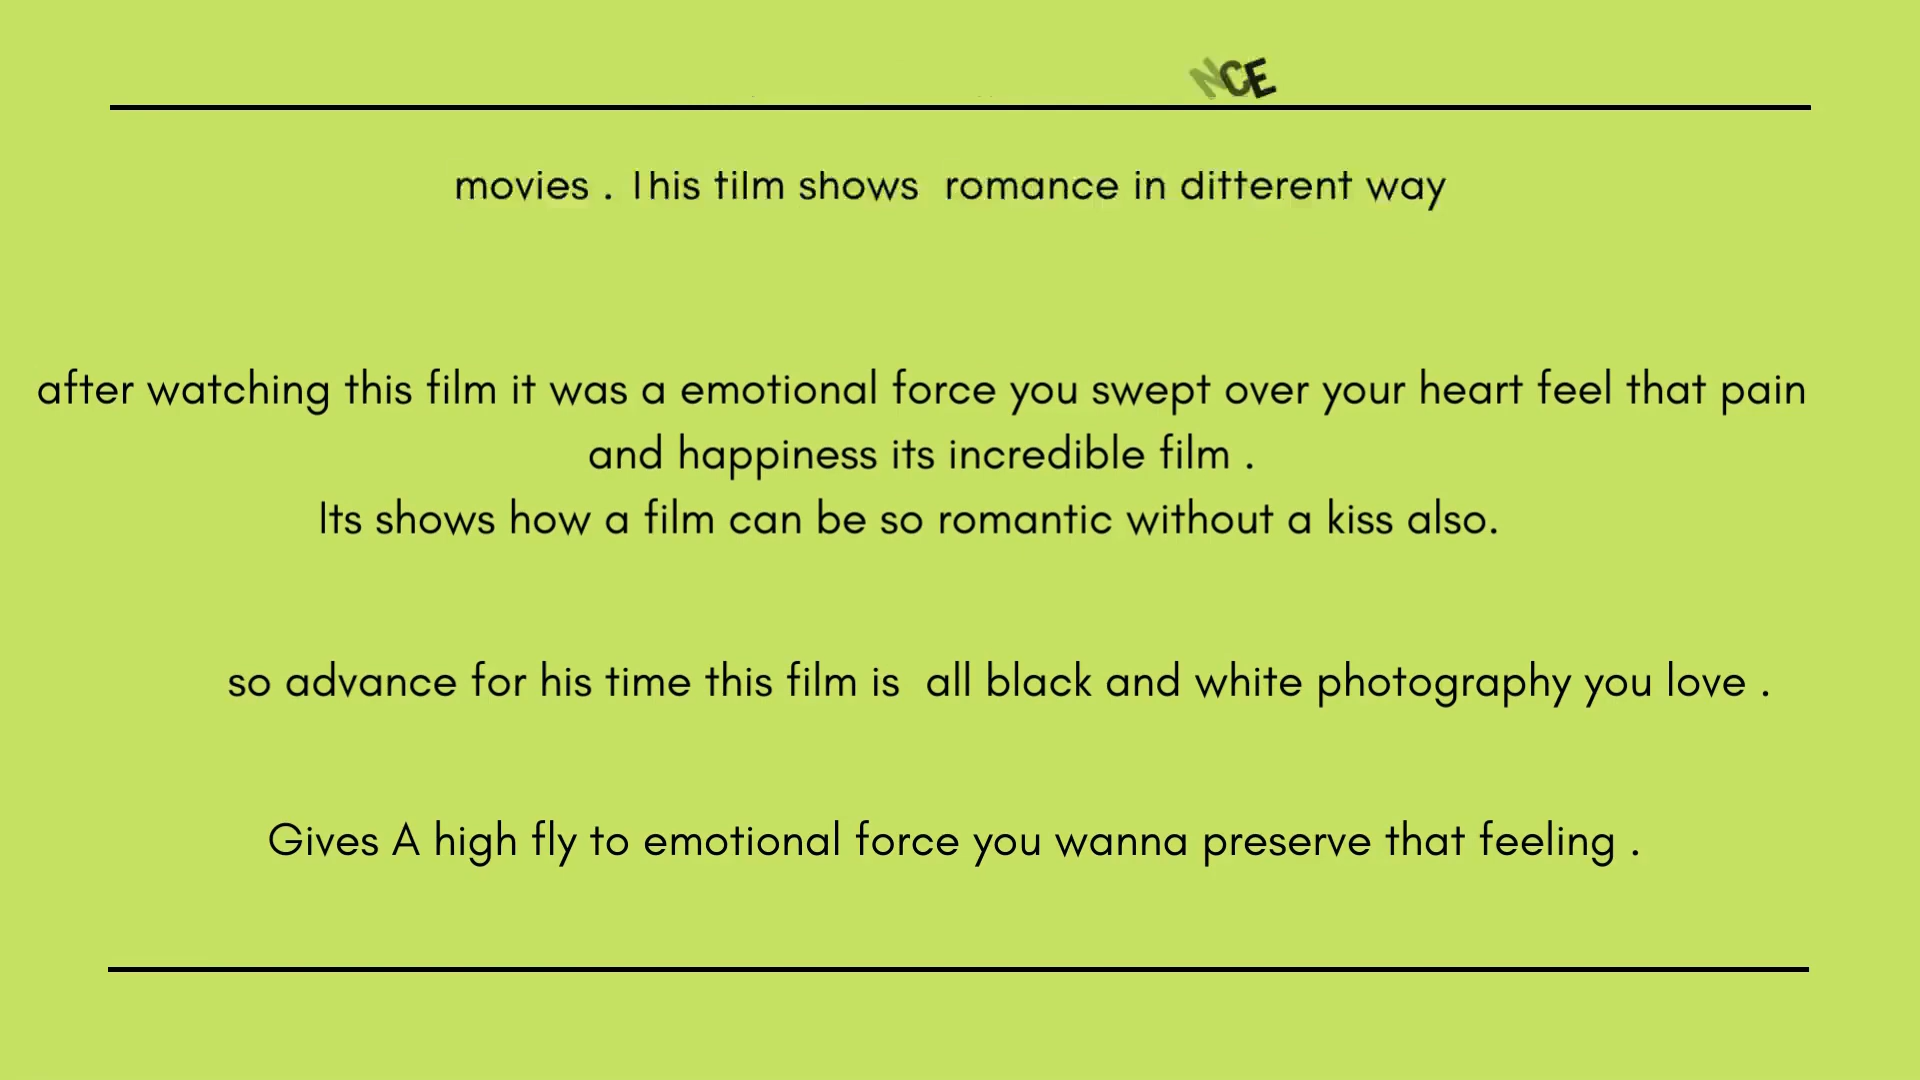 NCE
movies . This film shows  romance in different way
after watching this film it was a emotional force you swept over your heart feel that pain
and happiness its incredible film .
Its shows how a film can be so romantic without a kiss also.
so advance for his time this film is  all black and white photography you love .
Gives A high fly to emotional force you wanna preserve that feeling .